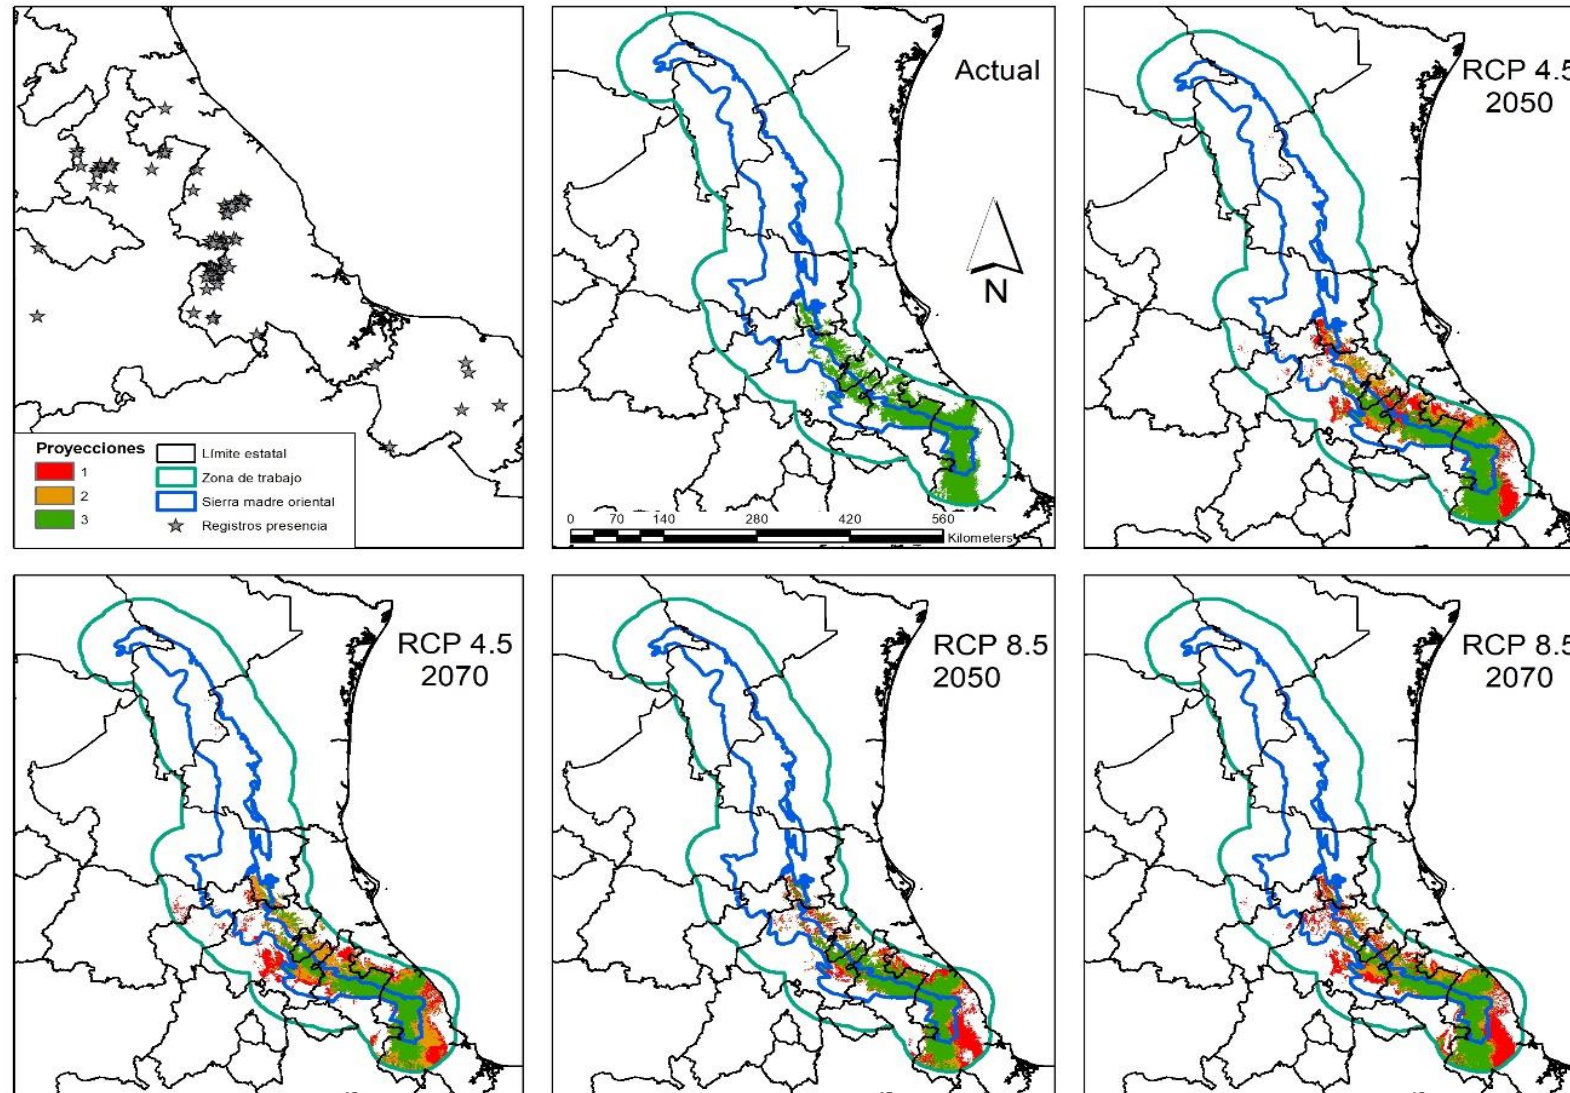 Actual
RCP 4.5
2050
N
Proyecciones
1
2
3
Límite estatal
Zona de trabajo
Sierra madre oriental
Registros presencia
0 70 140 280 420 560
Kilometers
RCP 4.5
2070
RCP 8.5
2050
RCP 8.5
2070